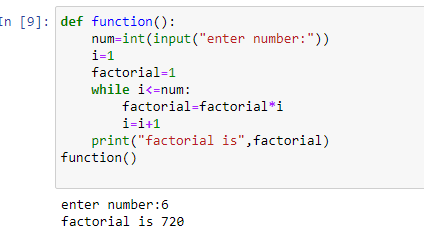 In [9]: def function():
    num=int(input("enter number:"))
    i=1
    factorial=1
    while i<=num:
        factorial=factorial*i
        i=i+1
    print("factorial is",factorial)
function()
enter number:6
factorial is 720